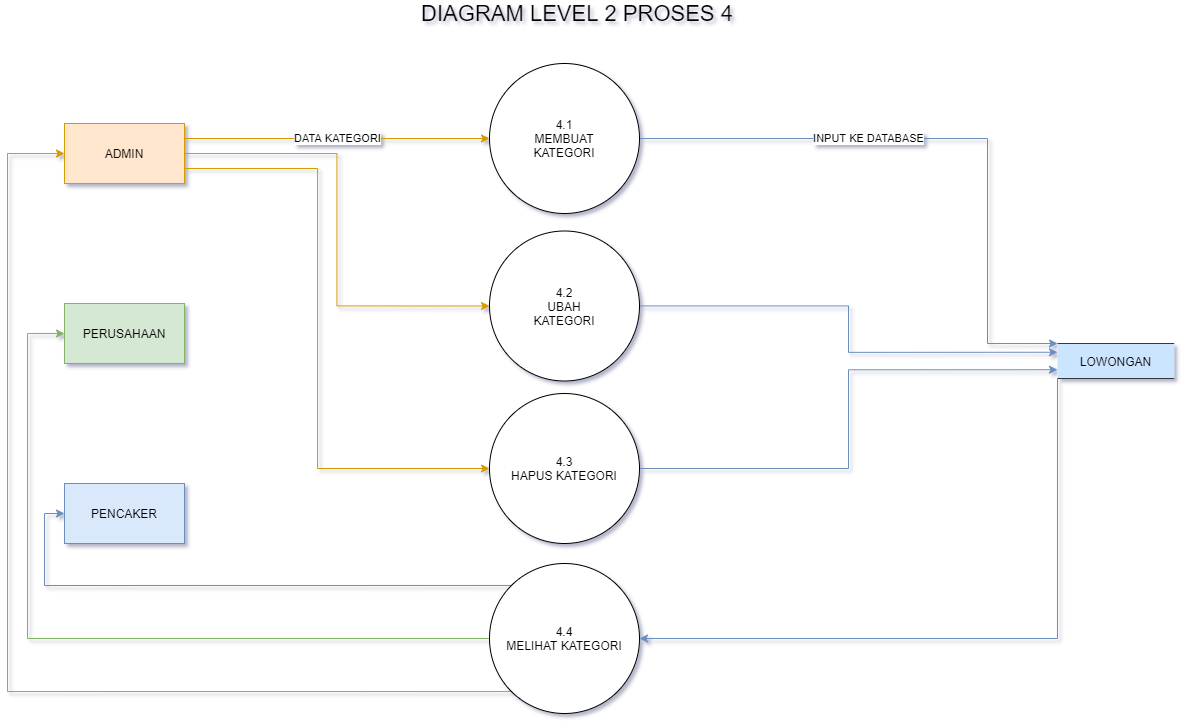 DIAGRAM LEVEL 2 PROSES 4
4.1
MEMBUAT
KATEGORI
DATA KATEGORI
INPUT KE DATABASE
ADMIN
4.2
UBAH
KATEGORI
PERUSAHAAN
LOWONGAN
4.3
HAPUS KATEGORI
PENCAKER
4.4
MELIHAT KATEGORI